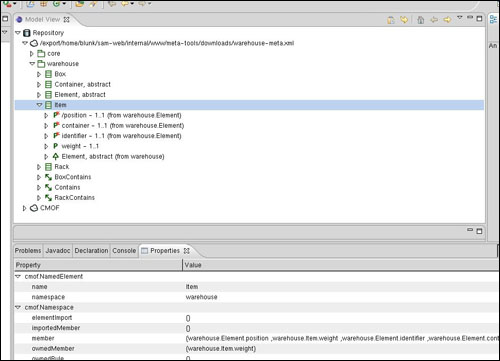 Model View
Repository
/export/home/blunk/sam-web/internal/www/meta-tools/downloads/warehouse-meta.xml
core
warehouse
Box
Container, abstract
Element, abstract
Item
/position - 1..1 (from warehouse.Element)
container - 1..1 (from warehouse.Element)
identifier - 1..1 (from warehouse.Element)
weight - 1..1
Element, abstract (from warehouse)
Rack
BoxContains
Contains
RackContains
CMOF
An
Problems Javadoc Declaration Console Properties
Property Value
cmof.NamedElement
name Item
namespace warehouse
cmof.Namespace
elementImport {}
importedMember {}
member {warehouse.Element.position ,warehouse.Item.weight ,warehouse.Element.identifier ,warehouse.Element.con
ownedMember {warehouse.Item.weight}
ownedRule {}